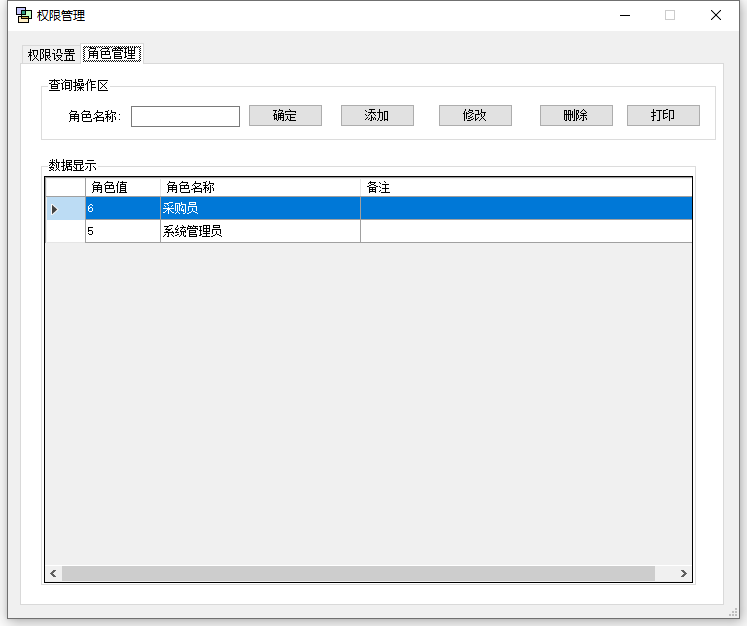 权限管理
权限设置 角色管理
查询操作区
角色名称: 确定 添加 修改 删除 打印
数据显示
角色值 角色名称 备注
6 采购员
5 系统管理员